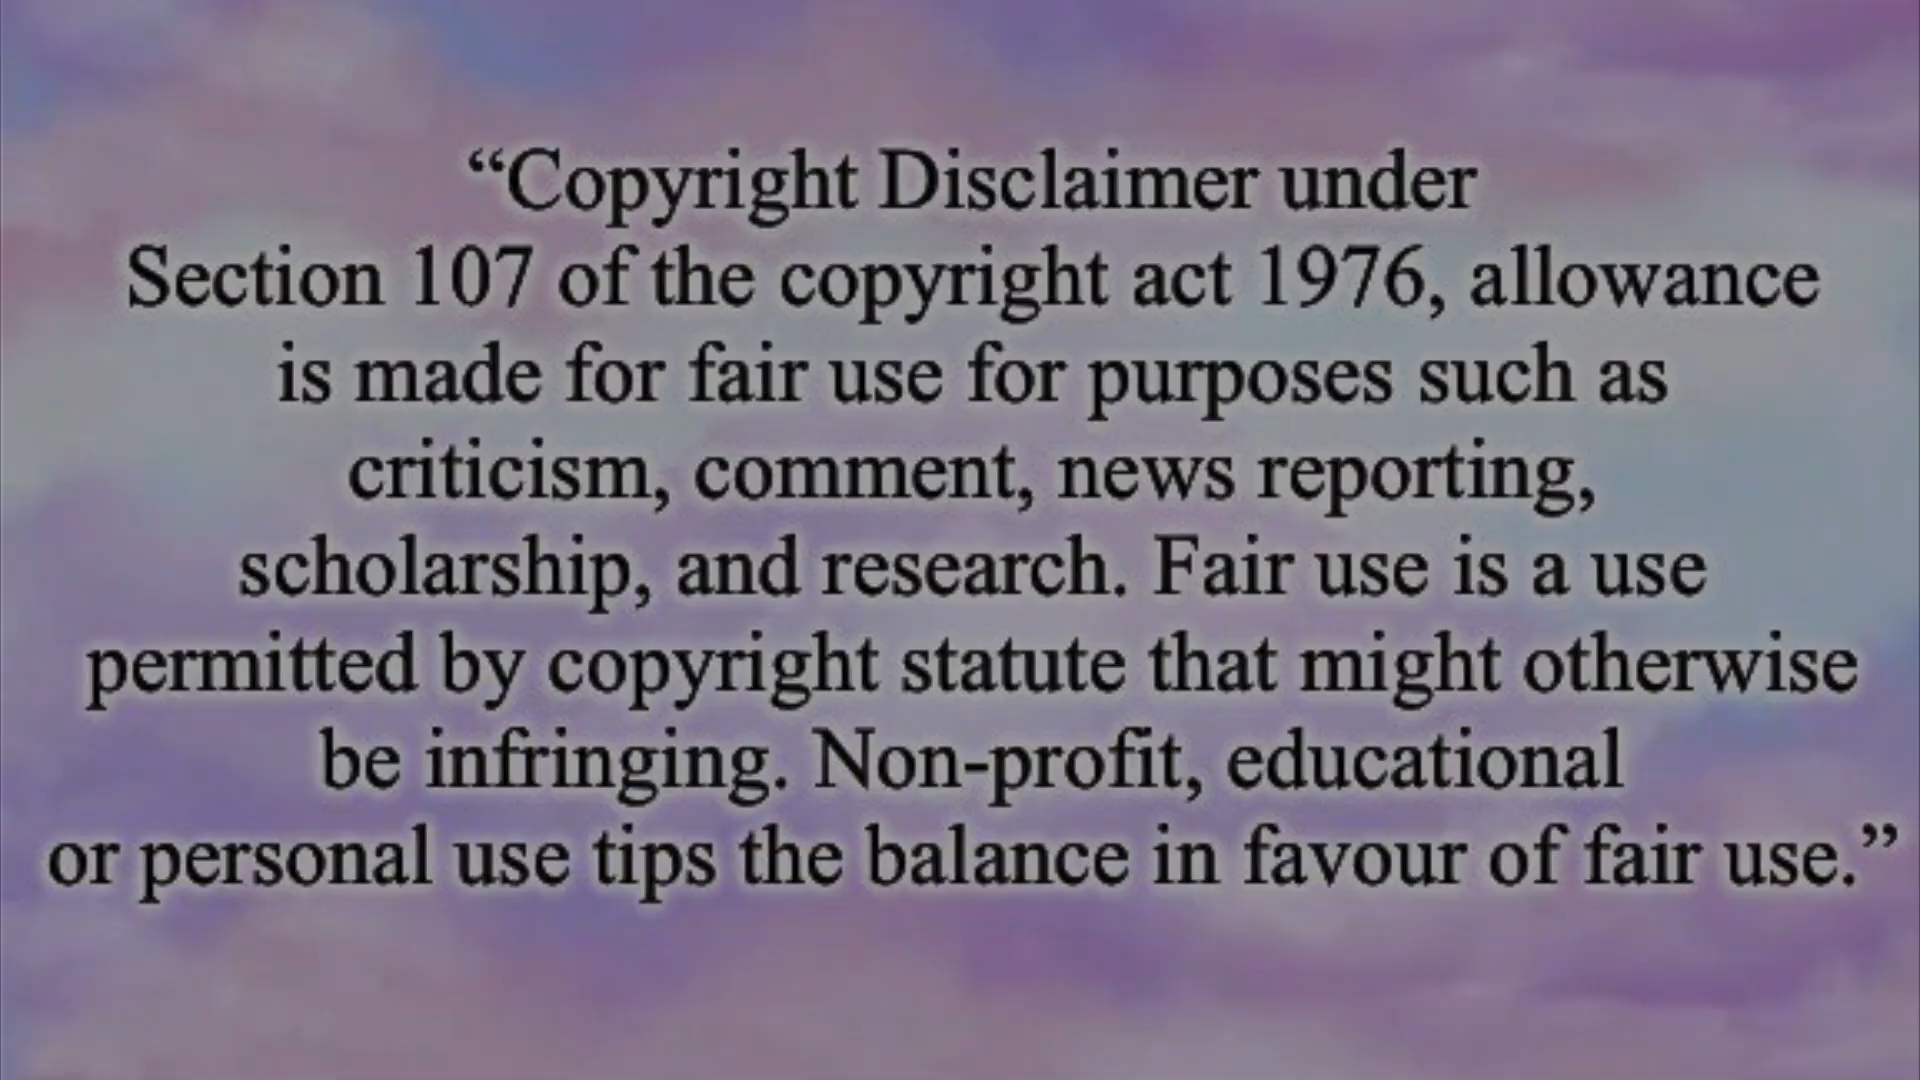 “Copyright Disclaimer under
Section 107 of the copyright act 1976, allowance
is made for fair use for purposes such as
criticism, comment, news reporting,
scholarship, and research. Fair use is a use
permitted by copyright statute that might otherwise
be infringing. Non-profit, educational
or personal use tips the balance in favour of fair use.”